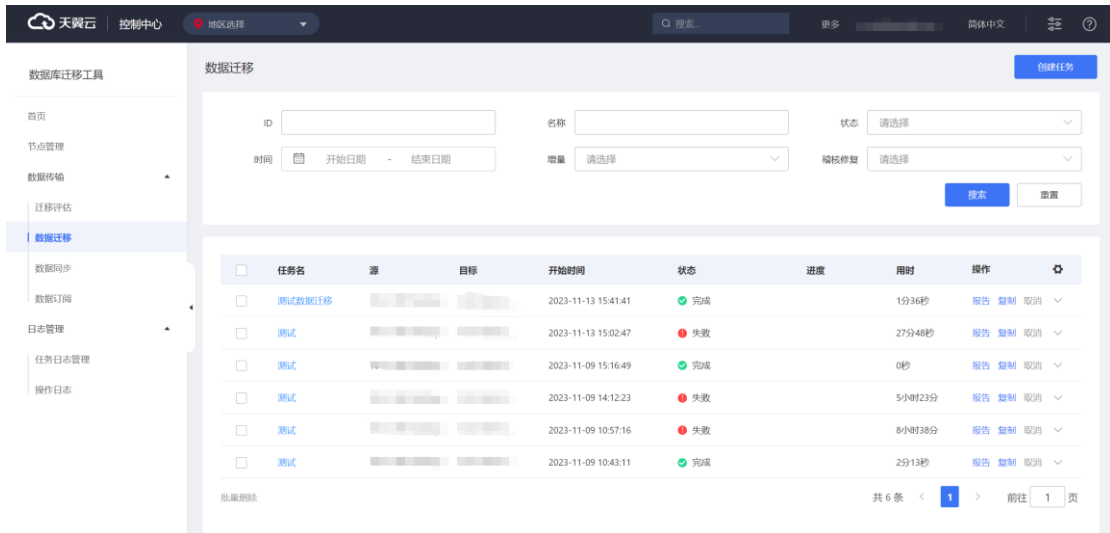 天翼云 控制中心 地区选择 搜索... 更多 简体中文
数据库迁移工具
首页
节点管理
数据传输
迁移评估
数据迁移
数据同步
数据订阅
日志管理
任务日志管理
操作日志
数据迁移 创建任务
ID 名称 状态 请选择
时间 开始日期 - 结束日期 增量 请选择 稽核修复 请选择
搜索 重置
任务名 源 目标 开始时间 状态 进度 用时 操作
测试数据迁移 2023-11-13 15:41:41 完成 1分36秒 报告 复制 取消
测试 2023-11-13 15:02:47 失败 27分48秒 报告 复制 取消
测试 2023-11-09 15:16:49 完成 0秒 报告 复制 取消
测试 2023-11-09 14:12:23 失败 5小时23分 报告 复制 取消
测试 2023-11-09 10:57:16 失败 8小时38分 报告 复制 取消
测试 2023-11-09 10:43:11 完成 2分13秒 报告 复制 取消
批量删除 共 6 条 1 前往 1 页